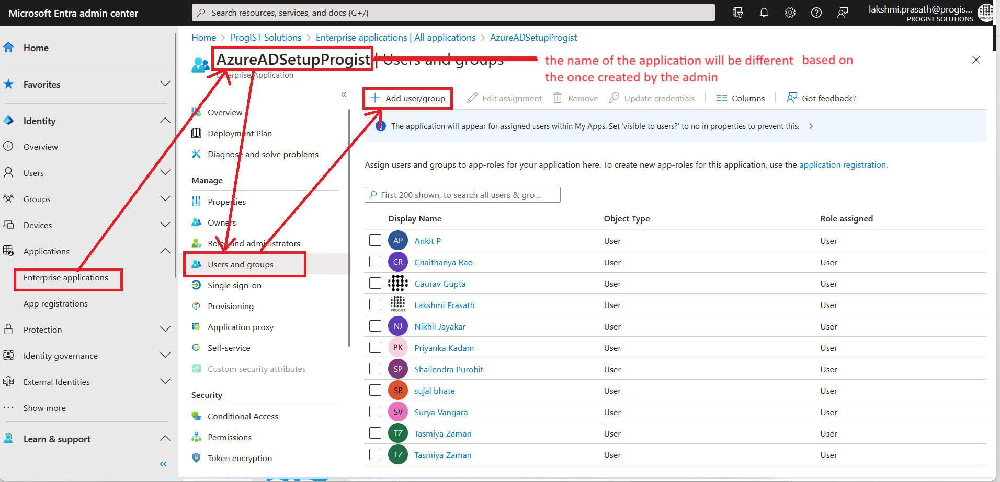 Microsoft Entra admin center
Search resources, services, and docs (G+/)
lakshmi.prasath@progis...
PROGIST SOLUTIONS
Home
Favorites
Identity
Overview
Users
Groups
Devices
Applications
Enterprise applications
App registrations
Protection
Identity governance
External Identities
Show more
Learn & support
Home > ProgIST Solutions > Enterprise applications | All applications > AzureADSetupProgist
AzureADSetupProgist | Users and groups
Enterprise Application
the name of the application will be different based on
the once created by the admin
Overview
Deployment Plan
Diagnose and solve problems
Manage
Properties
Owners
Roles and administrators
Users and groups
Single sign-on
Provisioning
Application proxy
Self-service
Custom security attributes
Security
Conditional Access
Permissions
Token encryption
Add user/group Edit assignment Remove Update credentials Columns Got feedback?
The application will appear for assigned users within My Apps. Set 'visible to users?' to no in properties to prevent this.
Assign users and groups to app-roles for your application here. To create new app-roles for this application, use the application registration.
First 200 shown, to search all users & gro...
Display Name Object Type Role assigned
AP Ankit P User User
CR Chaithanya Rao User User
Gaurav Gupta User User
PROGIST Lakshmi Prasath User User
NJ Nikhil Jayakar User User
PK Priyanka Kadam User User
SP Shailendra Purohit User User
SB sujal bhate User User
SV Surya Vangara User User
TZ Tasmiya Zaman User User
TZ Tasmiya Zaman User User